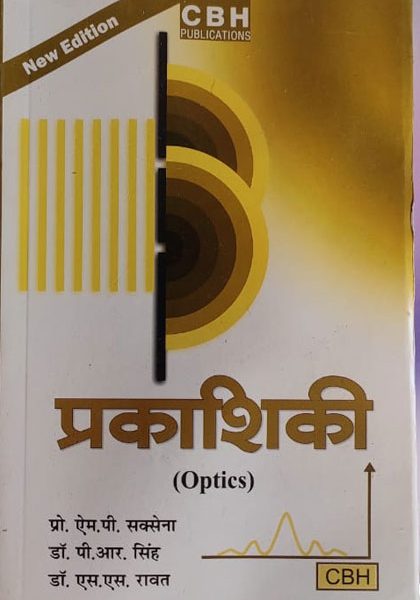 New Edition
CBH
PUBLICATIONS
प्रकाशिकी
(Optics)
प्रो. ऐम.पी. सक्सेना
डॉ. पी.आर. सिंह
डॉ. एस.एस. रावत
CBH